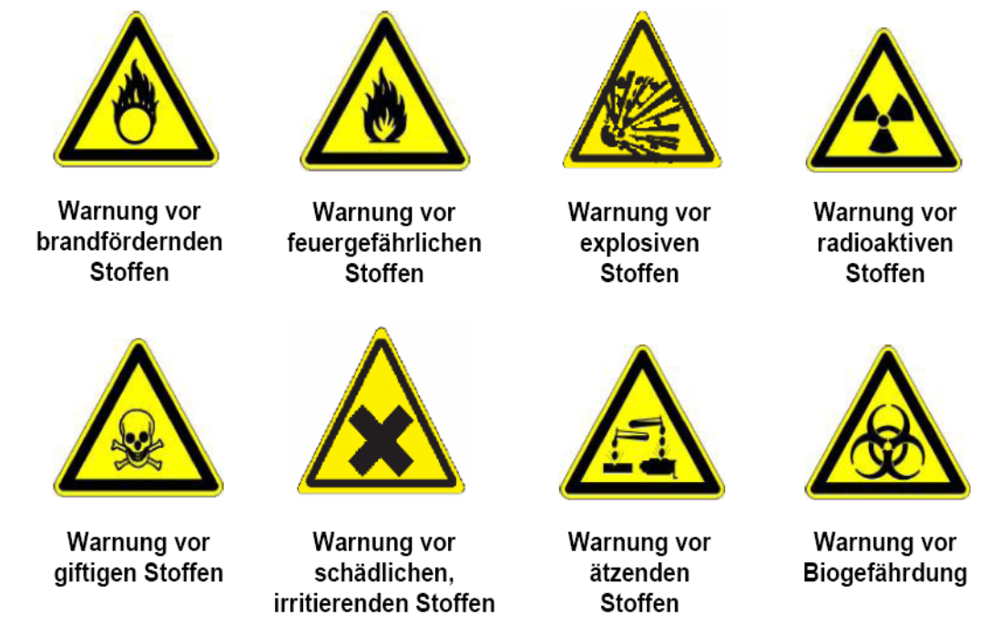 Warnung vor
brandfördernden
Stoffen
Warnung vor
feuergefährlichen
Stoffen
Warnung vor
explosiven
Stoffen
Warnung vor
radioaktiven
Stoffen
Warnung vor
giftigen Stoffen
Warnung vor
schädlichen,
irritierenden Stoffen
Warnung vor
ätzenden
Stoffen
Warnung vor
Biogefährdung